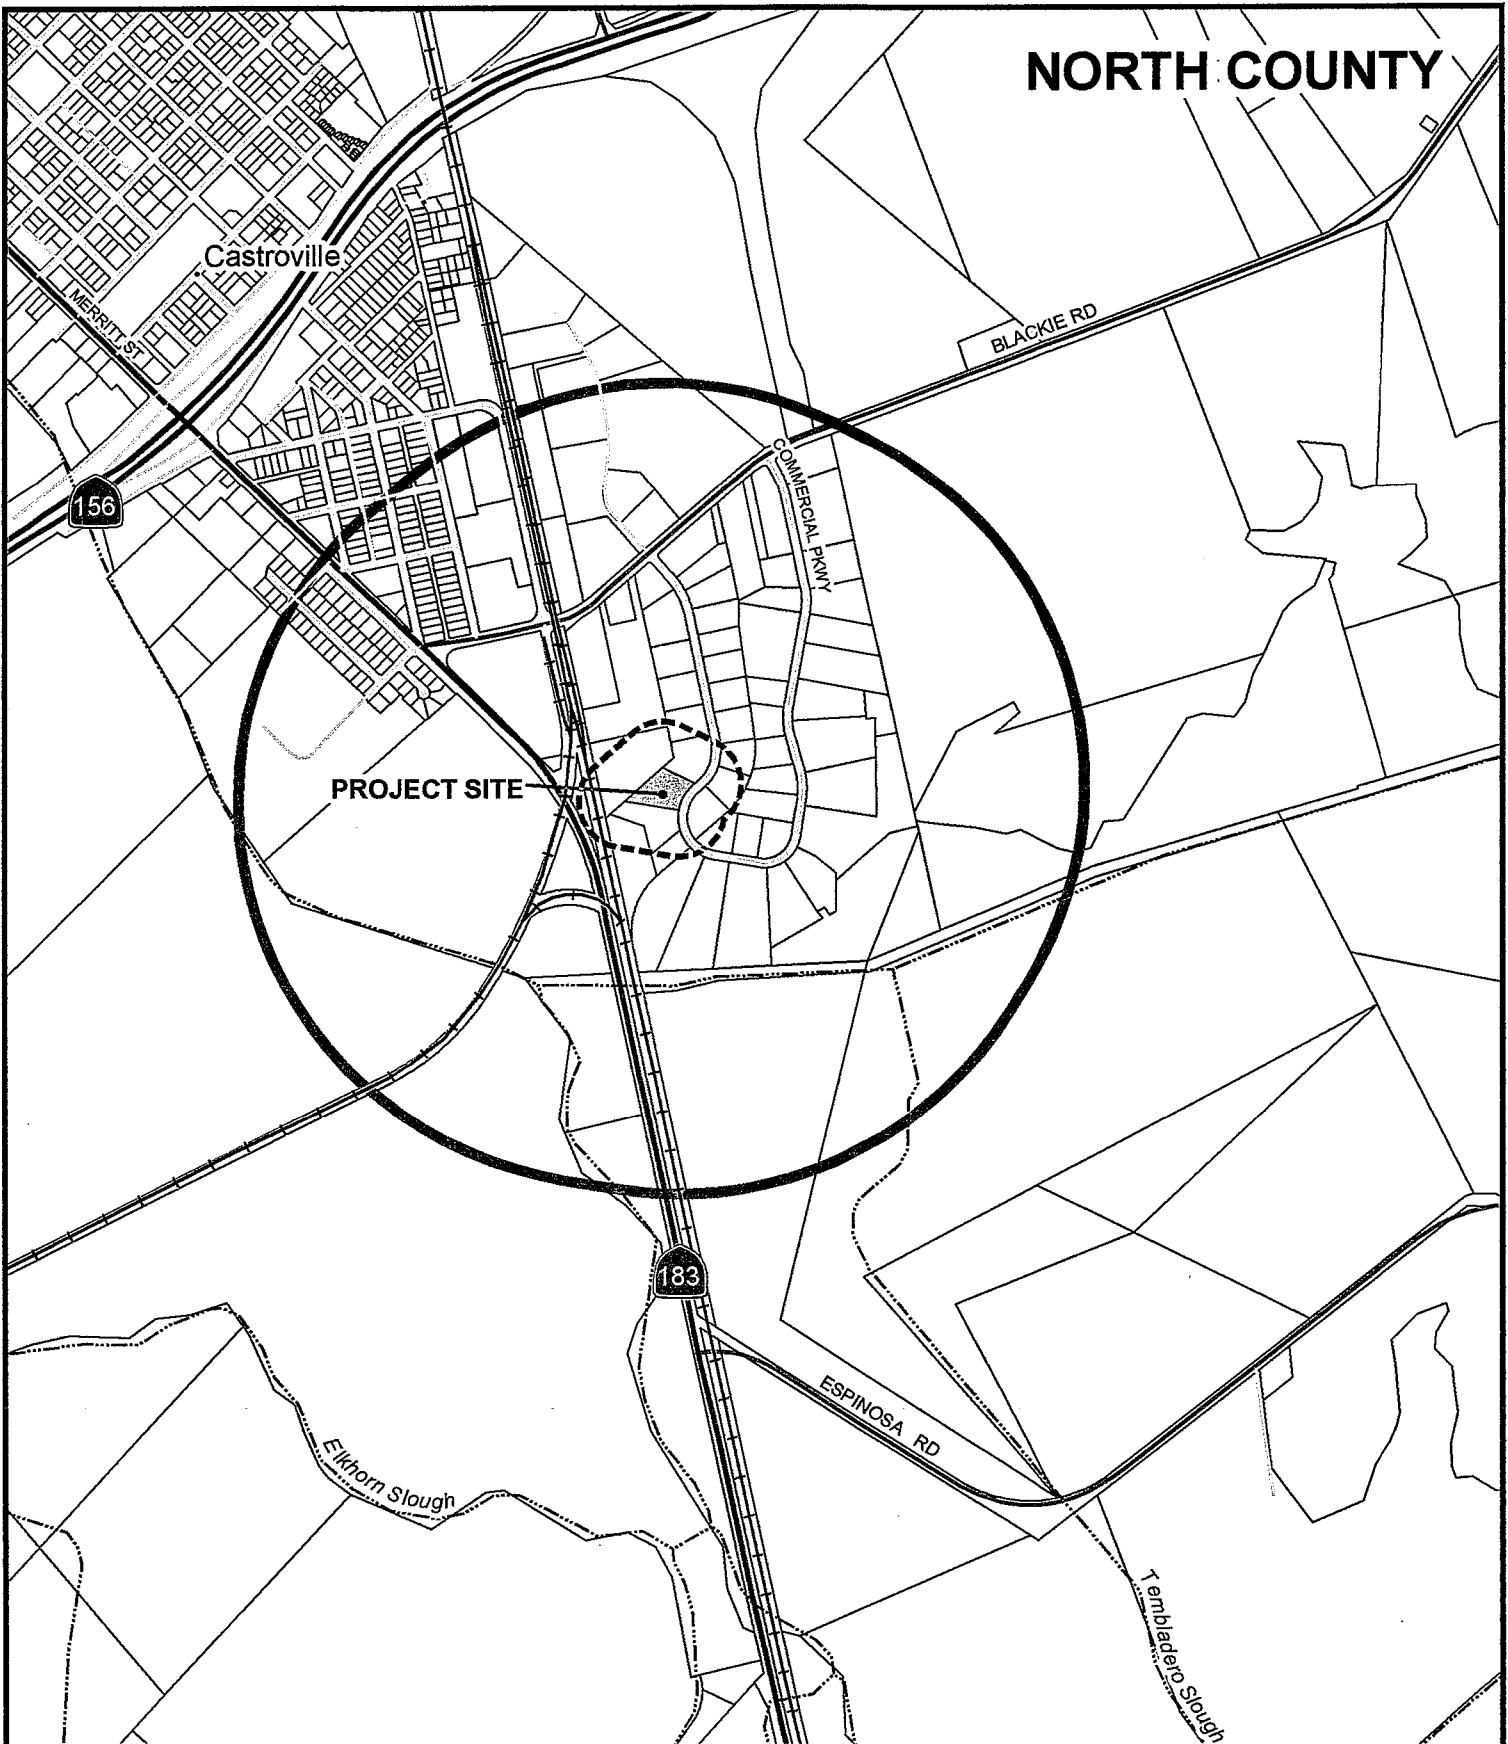 NORTH COUNTY
Castroville
MERRITT ST
BLACKIE RD
COMMERCIAL PKWY
156
PROJECT SITE
183
ESPINOSA RD
Elkhorn Slough
Tembladero Slough